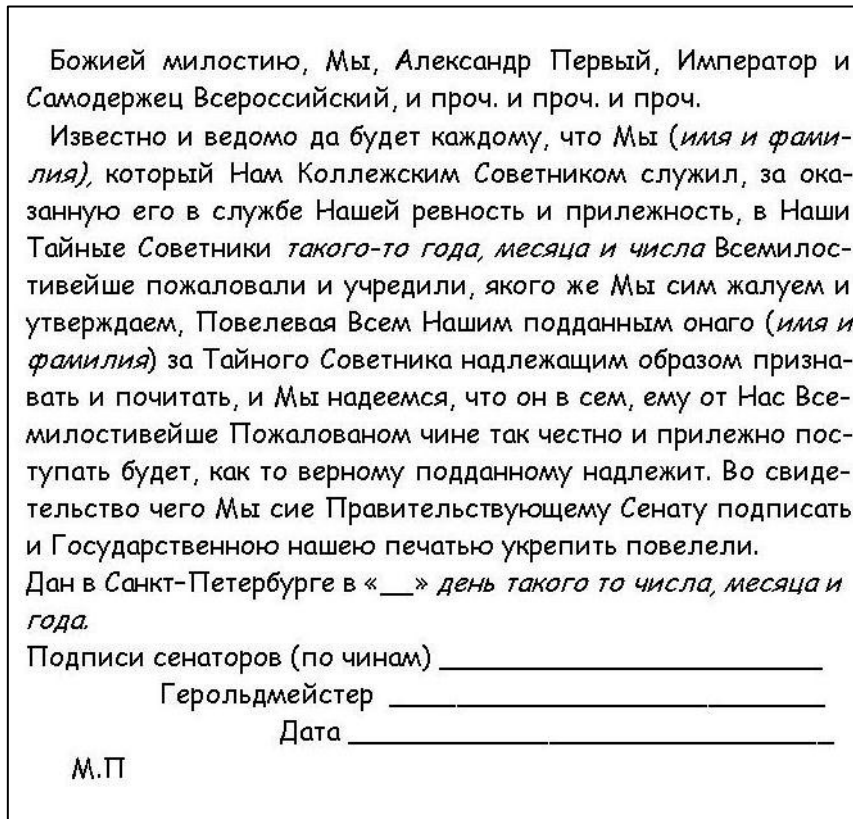 Божией милостию, Мы, Александр Первый, Император и
Самодержец Всероссийский, и проч. и проч. и проч.
Известно и ведомо да будет каждому, что Мы (имя и фами-
лия), который Нам Коллежским Советником служил, за ока-
занную его в службе Нашей ревность и прилежность, в Наши
Тайные Советники такого-то года, месяца и числа Всемилос-
тивейше пожаловали и учредили, якого же Мы сим жалуем и
утверждаем, Повелевая Всем Нашим подданным онаго (имя и
фамилия) за Тайного Советника надлежащим образом призна-
вать и почитать, и Мы надеемся, что он в сем, ему от Нас Все-
милостивейше Пожалованом чине так честно и прилежно пос-
тупать будет, как то верному подданному надлежит. Во свиде-
тельство чего Мы сие Правительствующему Сенату подписать
и Государственною нашею печатью укрепить повелели.
Дан в Санкт-Петербурге в «__» день такого то числа, месяца и
года.
Подписи сенаторов (по чинам) ____________________
Герольдмейстер ____________________
Дата ____________________
М.П